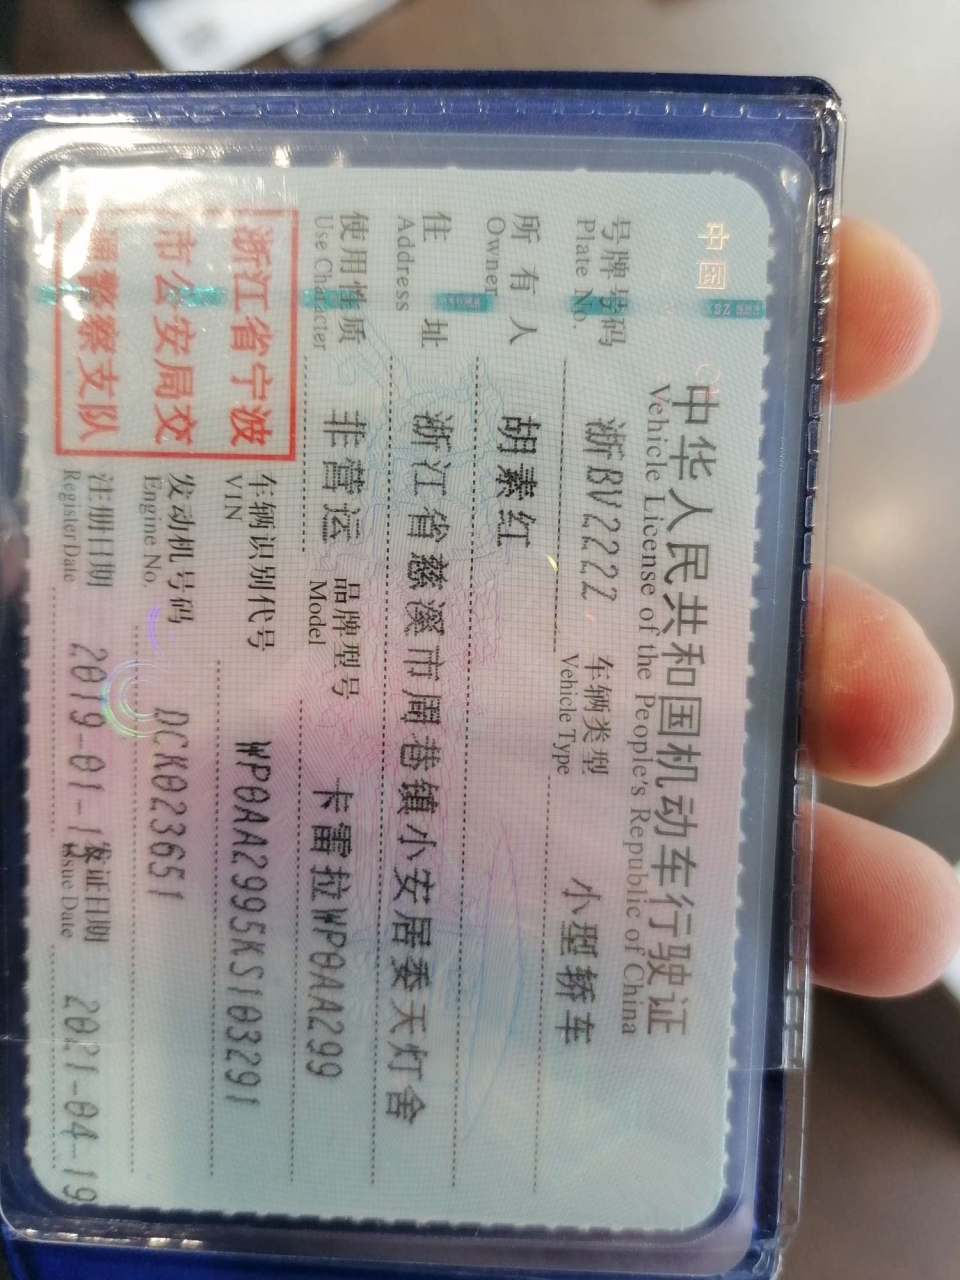 中国
中华人民共和国机动车行驶证
Vehicle License of the People's Republic of China
号牌号码 浙BV2222 车辆类型 小型轿车
Plate No. Vehicle Type
所有人 胡素红
Owner
住址 浙江省慈溪市周巷镇小安居委天灯舍
Address
使用性质 非营运 品牌型号 卡雷拉WP0AA299
Use Character Model
浙江省宁波
市公安局交
警察支队
车辆识别代号 WP0AA2995KS103291
VIN
发动机号码 DCK023651
Engine No.
注册日期 2019-01-1 发证日期 2021-04-19
Register Date Issue Date